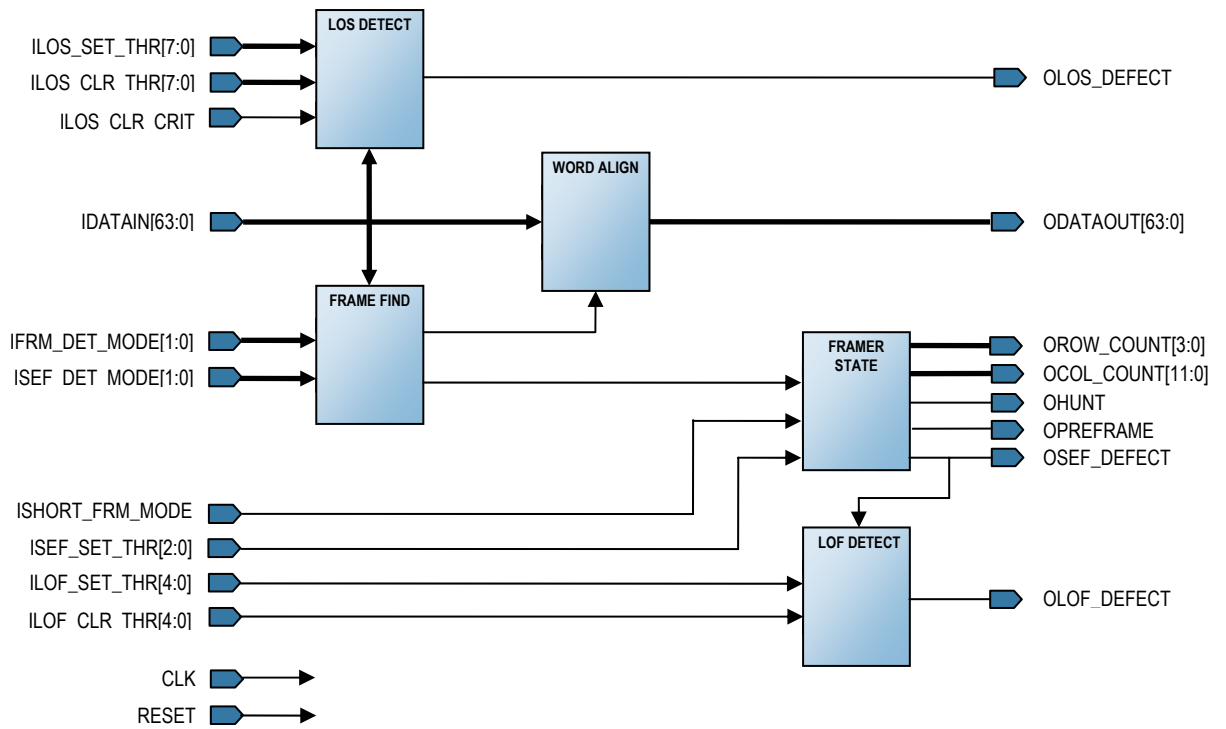 LOS DETECT
ILOS_SET_THR[7:0]
ILOS CLR THR[7:0]
ILOS CLR CRIT
OLOS_DEFECT
WORD ALIGN
IDATAIN[63:0]
ODATAOUT[63:0]
FRAME FIND
IFRM_DET_MODE[1:0]
ISEF DET MODE[1:0]
FRAMER
STATE
OROW_COUNT[3:0]
OCOL_COUNT[11:0]
OHUNT
OPREFRAME
OSEF_DEFECT
ISHORT_FRM_MODE
ISEF_SET_THR[2:0]
ILOF_SET_THR[4:0]
ILOF CLR THR[4:0]
LOF DETECT
OLOF_DEFECT
CLK
RESET